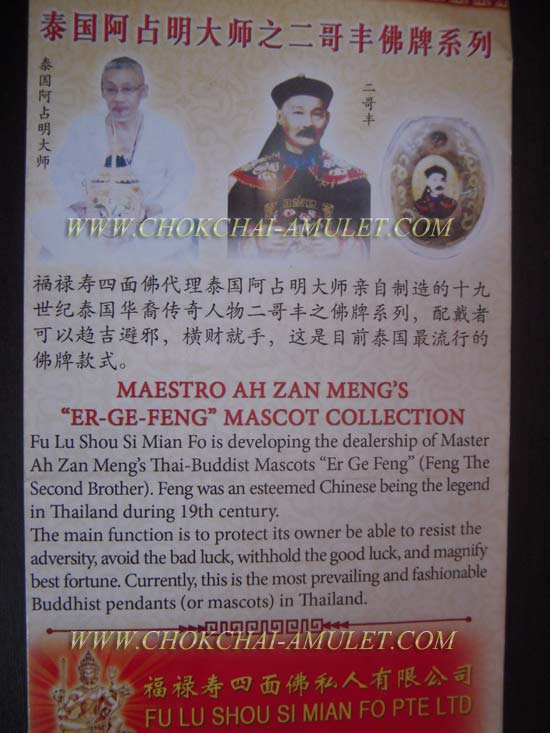 泰国阿占明大师之二哥丰佛牌系列
泰国阿占明大师
二哥丰
WWW.CHOKCHAI-AMULET.COM
福禄寿四面佛代理泰国阿占明大师亲自制造的十九
世纪泰国华裔传奇人物二哥丰之佛牌系列，配戴者
可以趋吉避邪，横财就手，这是目前泰国最流行的
佛牌款式。
MAESTRO AH ZAN MENG'S
“ER-GE-FENG” MASCOT COLLECTION
Fu Lu Shou Si Mian Fo is developing the dealership of Master
Ah Zan Meng's Thai-Buddist Mascots “Er Ge Feng” (Feng The
Second Brother). Feng was an esteemed Chinese being the legend
in Thailand during 19th century.
The main function is to protect its owner be able to resist the
adversity, avoid the bad luck, withhold the good luck, and magnify
best fortune. Currently, this is the most prevailing and fashionable
Buddhist pendants (or mascots) in Thailand.
WWW.CHOKCHAI-AMULET.COM
福禄寿四面佛私人有限公司
FU LU SHOU SI MIAN FO PTE LTD